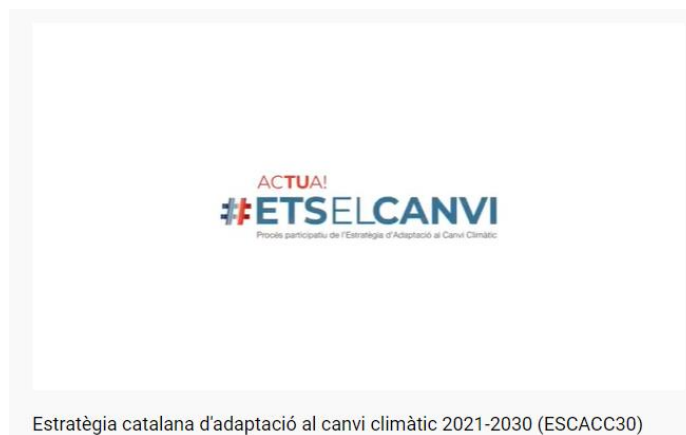 ACTUA!
#ETSELCANVI
Procés participatiu de l'Estratègia d'Adaptació al Canvi Climàtic
Estratègia catalana d'adaptació al canvi climàtic 2021-2030 (ESCACC30)